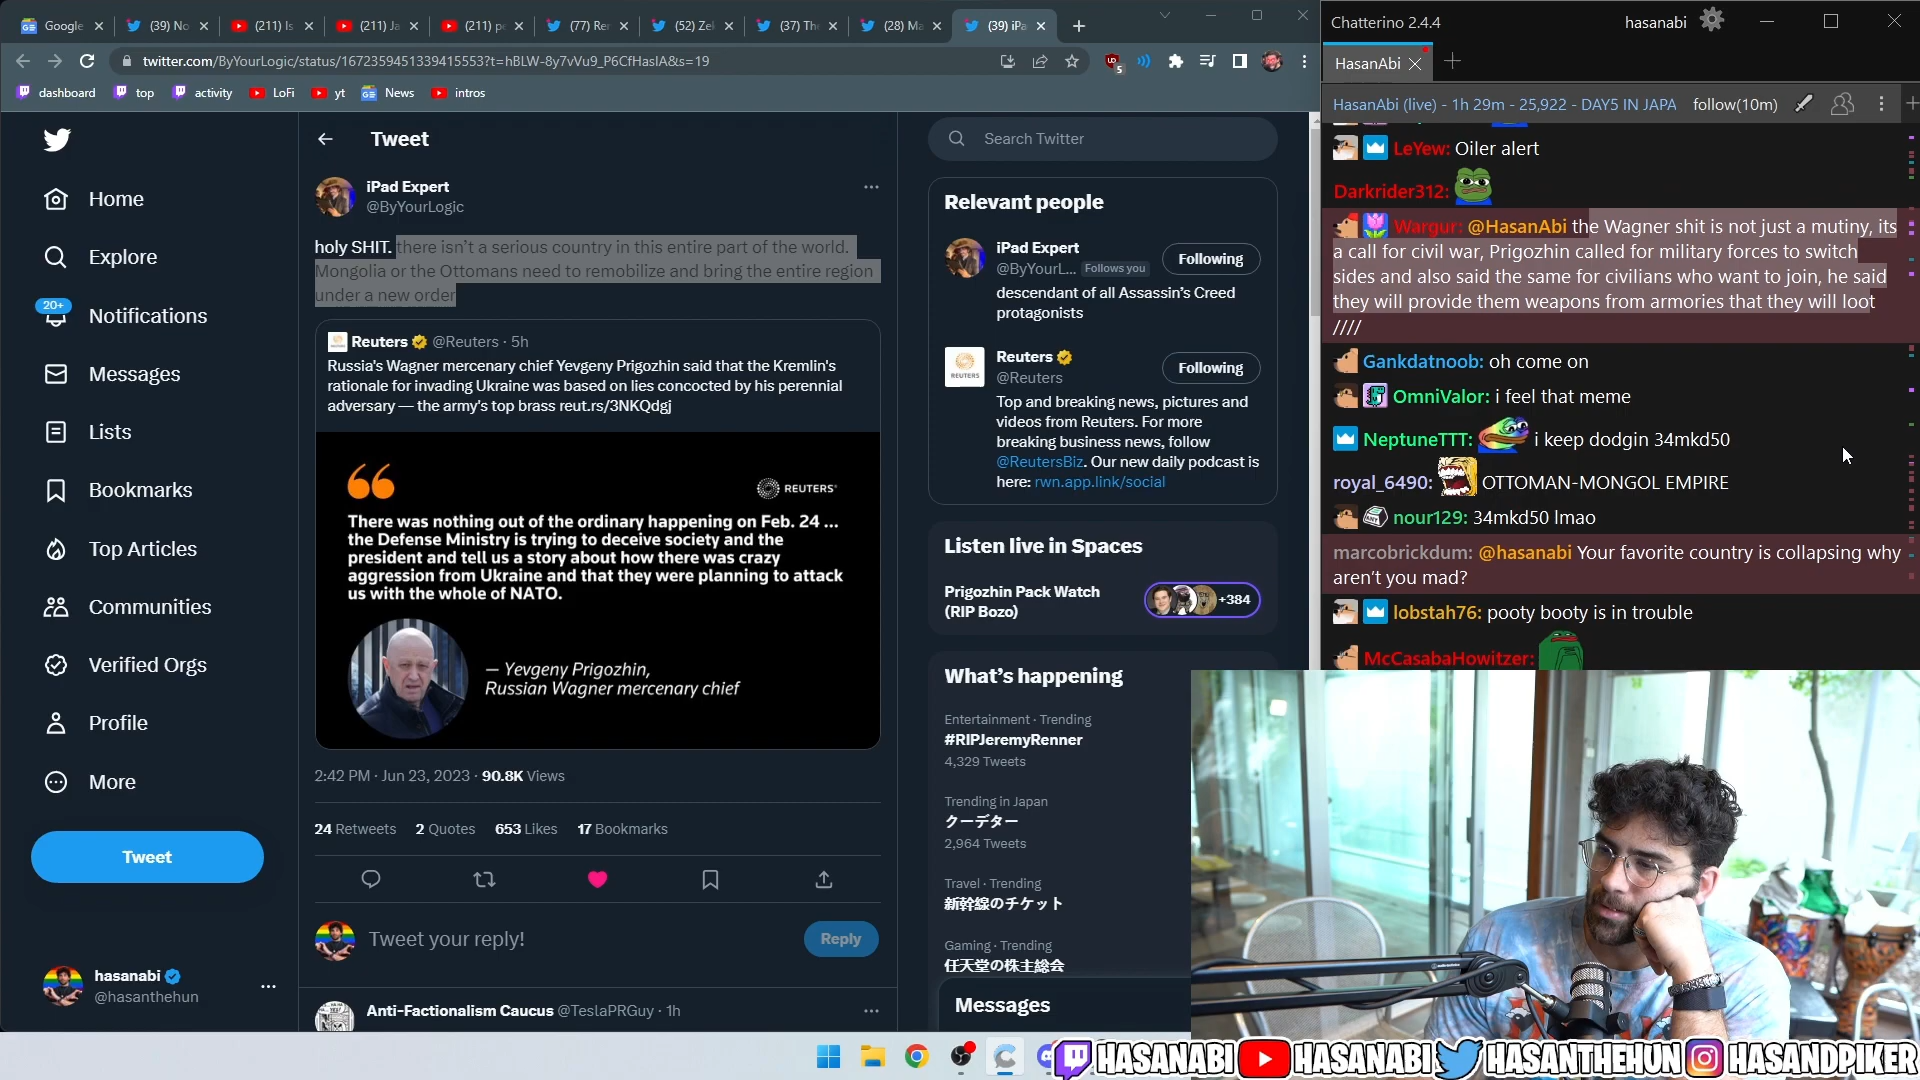 Google
(39) No
(211) Is
(211) Ja
(211) pe
(77) Rer
(52) Zel
(37) Th
(28) Ma
(39) iPa
twitter.com/ByYourLogic/status/1672359451339415553?t=hBLW-8y7vVu9_P6CfHaslA&s=19
5
dashboard
top
activity
LoFi
yt
News
intros
Home
Explore
20+
Notifications
Messages
Lists
Bookmarks
Top Articles
Communities
Verified Orgs
Profile
More
Tweet
hasanabi
@hasanthehun
Tweet
iPad Expert
@ByYourLogic
holy SHIT. there isn't a serious country in this entire part of the world.
Mongolia or the Ottomans need to remobilize and bring the entire region
under a new order
Reuters @Reuters · 5h
Russia's Wagner mercenary chief Yevgeny Prigozhin said that the Kremlin's
rationale for invading Ukraine was based on lies concocted by his perennial
adversary — the army's top brass reut.rs/3NKQdgj
REUTERS
There was nothing out of the ordinary happening on Feb. 24 ...
the Defense Ministry is trying to deceive society and the
president and tell us a story about how there was crazy
aggression from Ukraine and that they were planning to attack
us with the whole of NATO.
— Yevgeny Prigozhin,
Russian Wagner mercenary chief
2:42 PM · Jun 23, 2023 · 90.8K Views
24 Retweets 2 Quotes 653 Likes 17 Bookmarks
Tweet your reply!
Reply
Anti-Factionalism Caucus @TeslaPRGuy · 1h
Search Twitter
Relevant people
iPad Expert
@ByYourL... Follows you
Following
descendant of all Assassin's Creed
protagonists
Reuters
@Reuters
Following
REUTERS
Top and breaking news, pictures and
videos from Reuters. For more
breaking business news, follow
@ReutersBiz. Our new daily podcast is
here: rwn.app.link/social
Listen live in Spaces
Prigozhin Pack Watch
(RIP Bozo)
+384
What's happening
Entertainment · Trending
#RIPJeremyRenner
4,329 Tweets
Trending in Japan
クーデター
2,964 Tweets
Travel · Trending
新幹線のチケット
Gaming · Trending
任天堂の株主総会
Messages
Chatterino 2.4.4
hasanabi
HasanAbi
HasanAbi (live) - 1h 29m - 25,922 - DAY5 IN JAPA
follow(10m)
LeYew: Oiler alert
Darkrider312:
Wargur: @HasanAbi the Wagner shit is not just a mutiny, its
a call for civil war, Prigozhin called for military forces to switch
sides and also said the same for civilians who want to join, he said
they will provide them weapons from armories that they will loot
////
Gankdatnoob: oh come on
OmniValor: i feel that meme
NeptuneTTT: i keep dodgin 34mkd50
royal_6490: OTTOMAN-MONGOL EMPIRE
nour129: 34mkd50 lmao
marcobrickdum: @hasanabi Your favorite country is collapsing why
aren't you mad?
lobstah76: pooty booty is in trouble
McCasabaHowitzer:
HASANABI HASANABI HASANTHEHUN HASANDPIKER